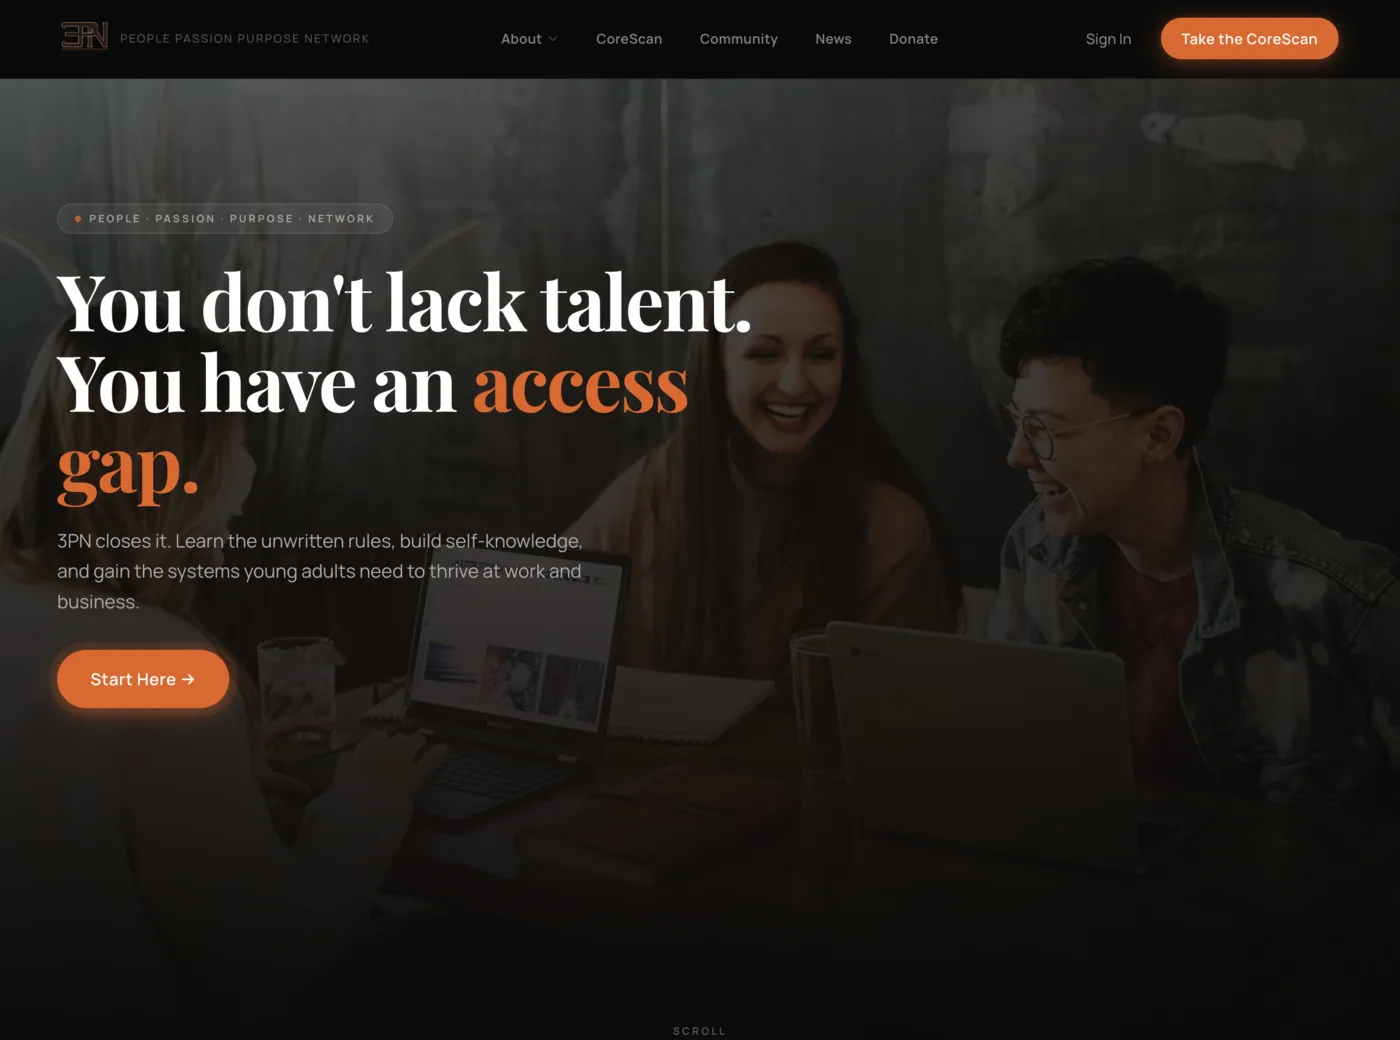 3PN PEOPLE PASSION PURPOSE NETWORK
About
CoreScan
Community
News
Donate
Sign In
Take the CoreScan
PEOPLE · PASSION · PURPOSE · NETWORK
You don't lack talent.
You have an access
gap.
3PN closes it. Learn the unwritten rules, build self-knowledge,
and gain the systems young adults need to thrive at work and
business.
Start Here →
SCROLL